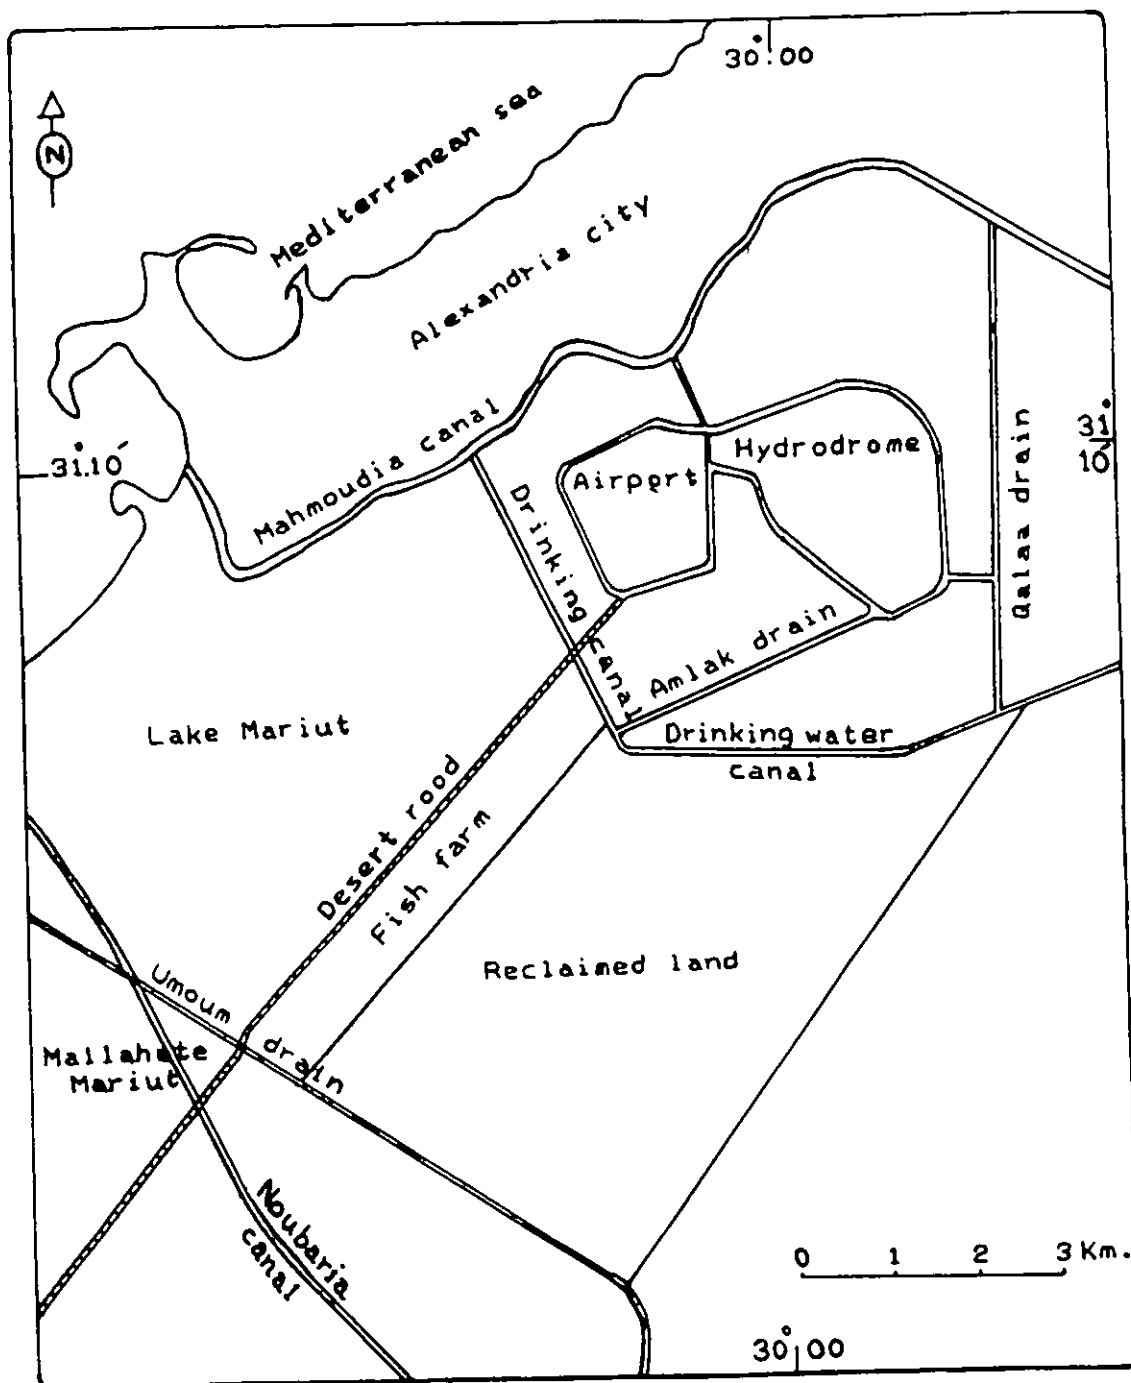 30°00
N
Mediterranean sea
Alexandria city
Mahmoudia canal
31°10′
31°
10′
Hydrodrome
Airport
Drinking canal
Qalaa drain
Amlak drain
Lake Mariut
Drinking water
canal
Desert rood
Fish farm
Reclaimed land
Umoum drain
Mallahete
Mariut
Noubaria
canal
0 1 2 3 Km.
30°00